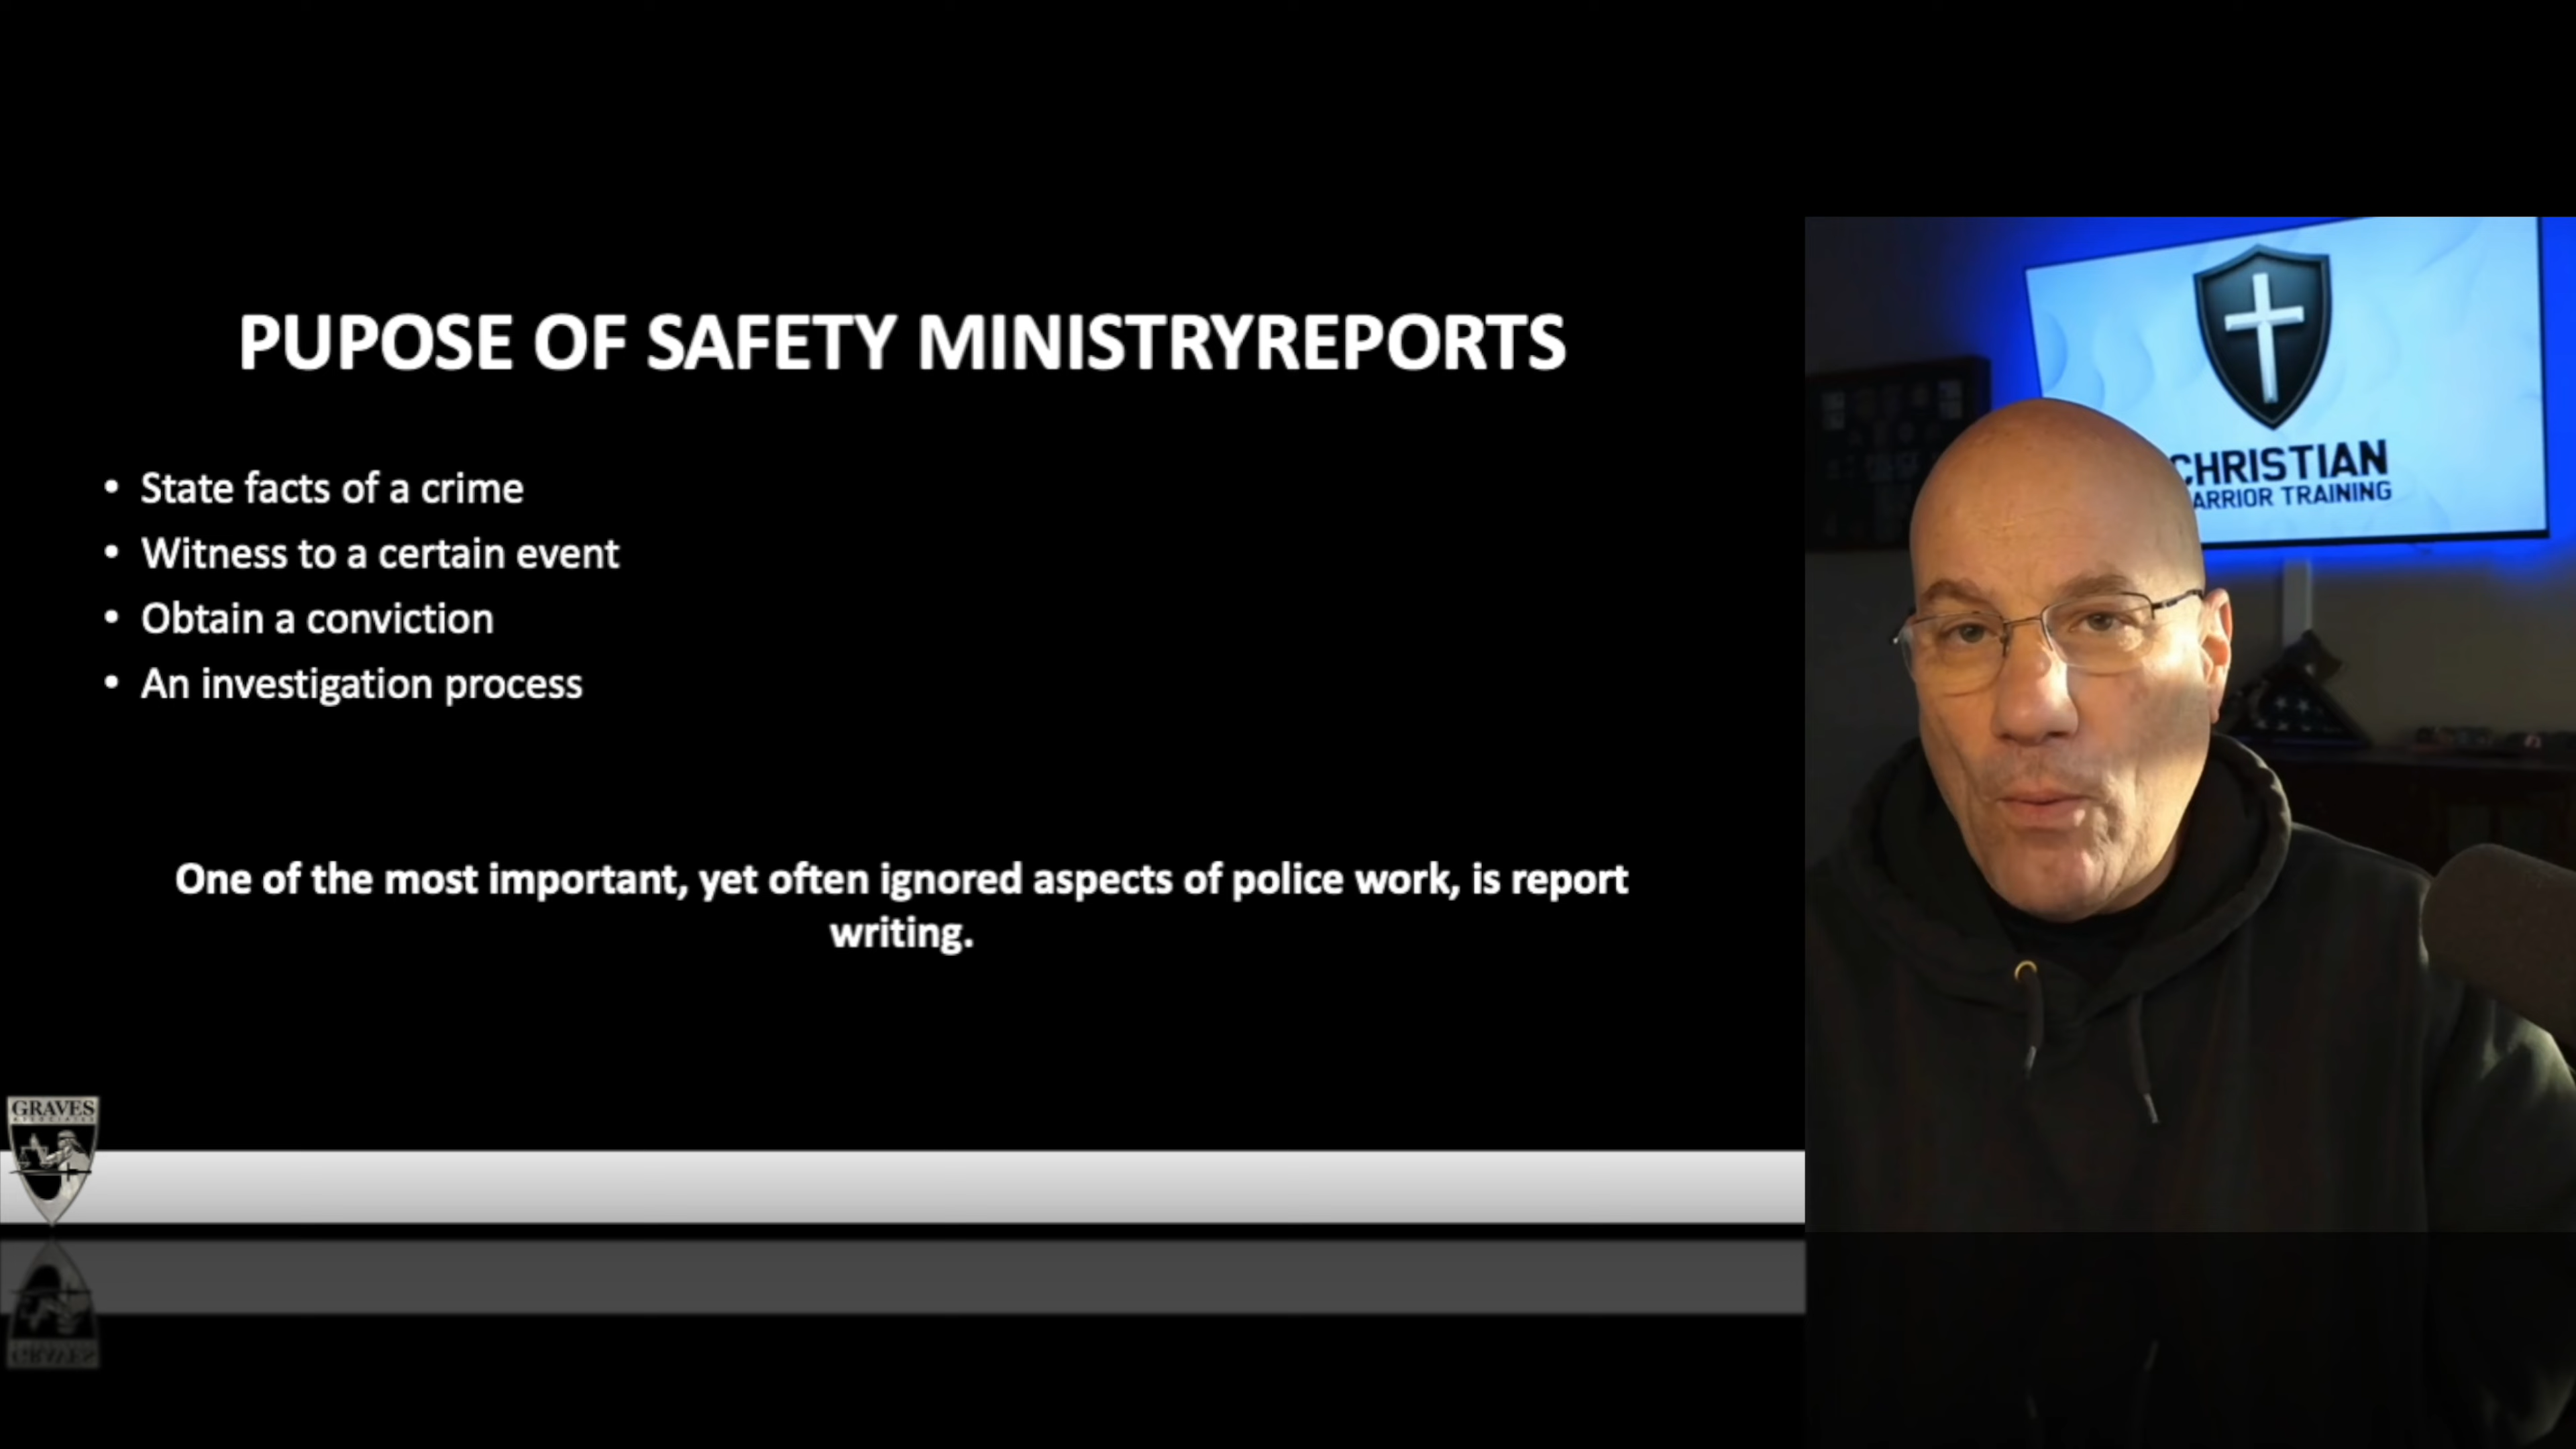 PUPOSE OF SAFETY MINISTRYREPORTS
• State facts of a crime
• Witness to a certain event
• Obtain a conviction
• An investigation process
One of the most important, yet often ignored aspects of police work, is report
writing.
GRAVES
ASSOCIATES
CHRISTIAN
ARRIOR TRAINING